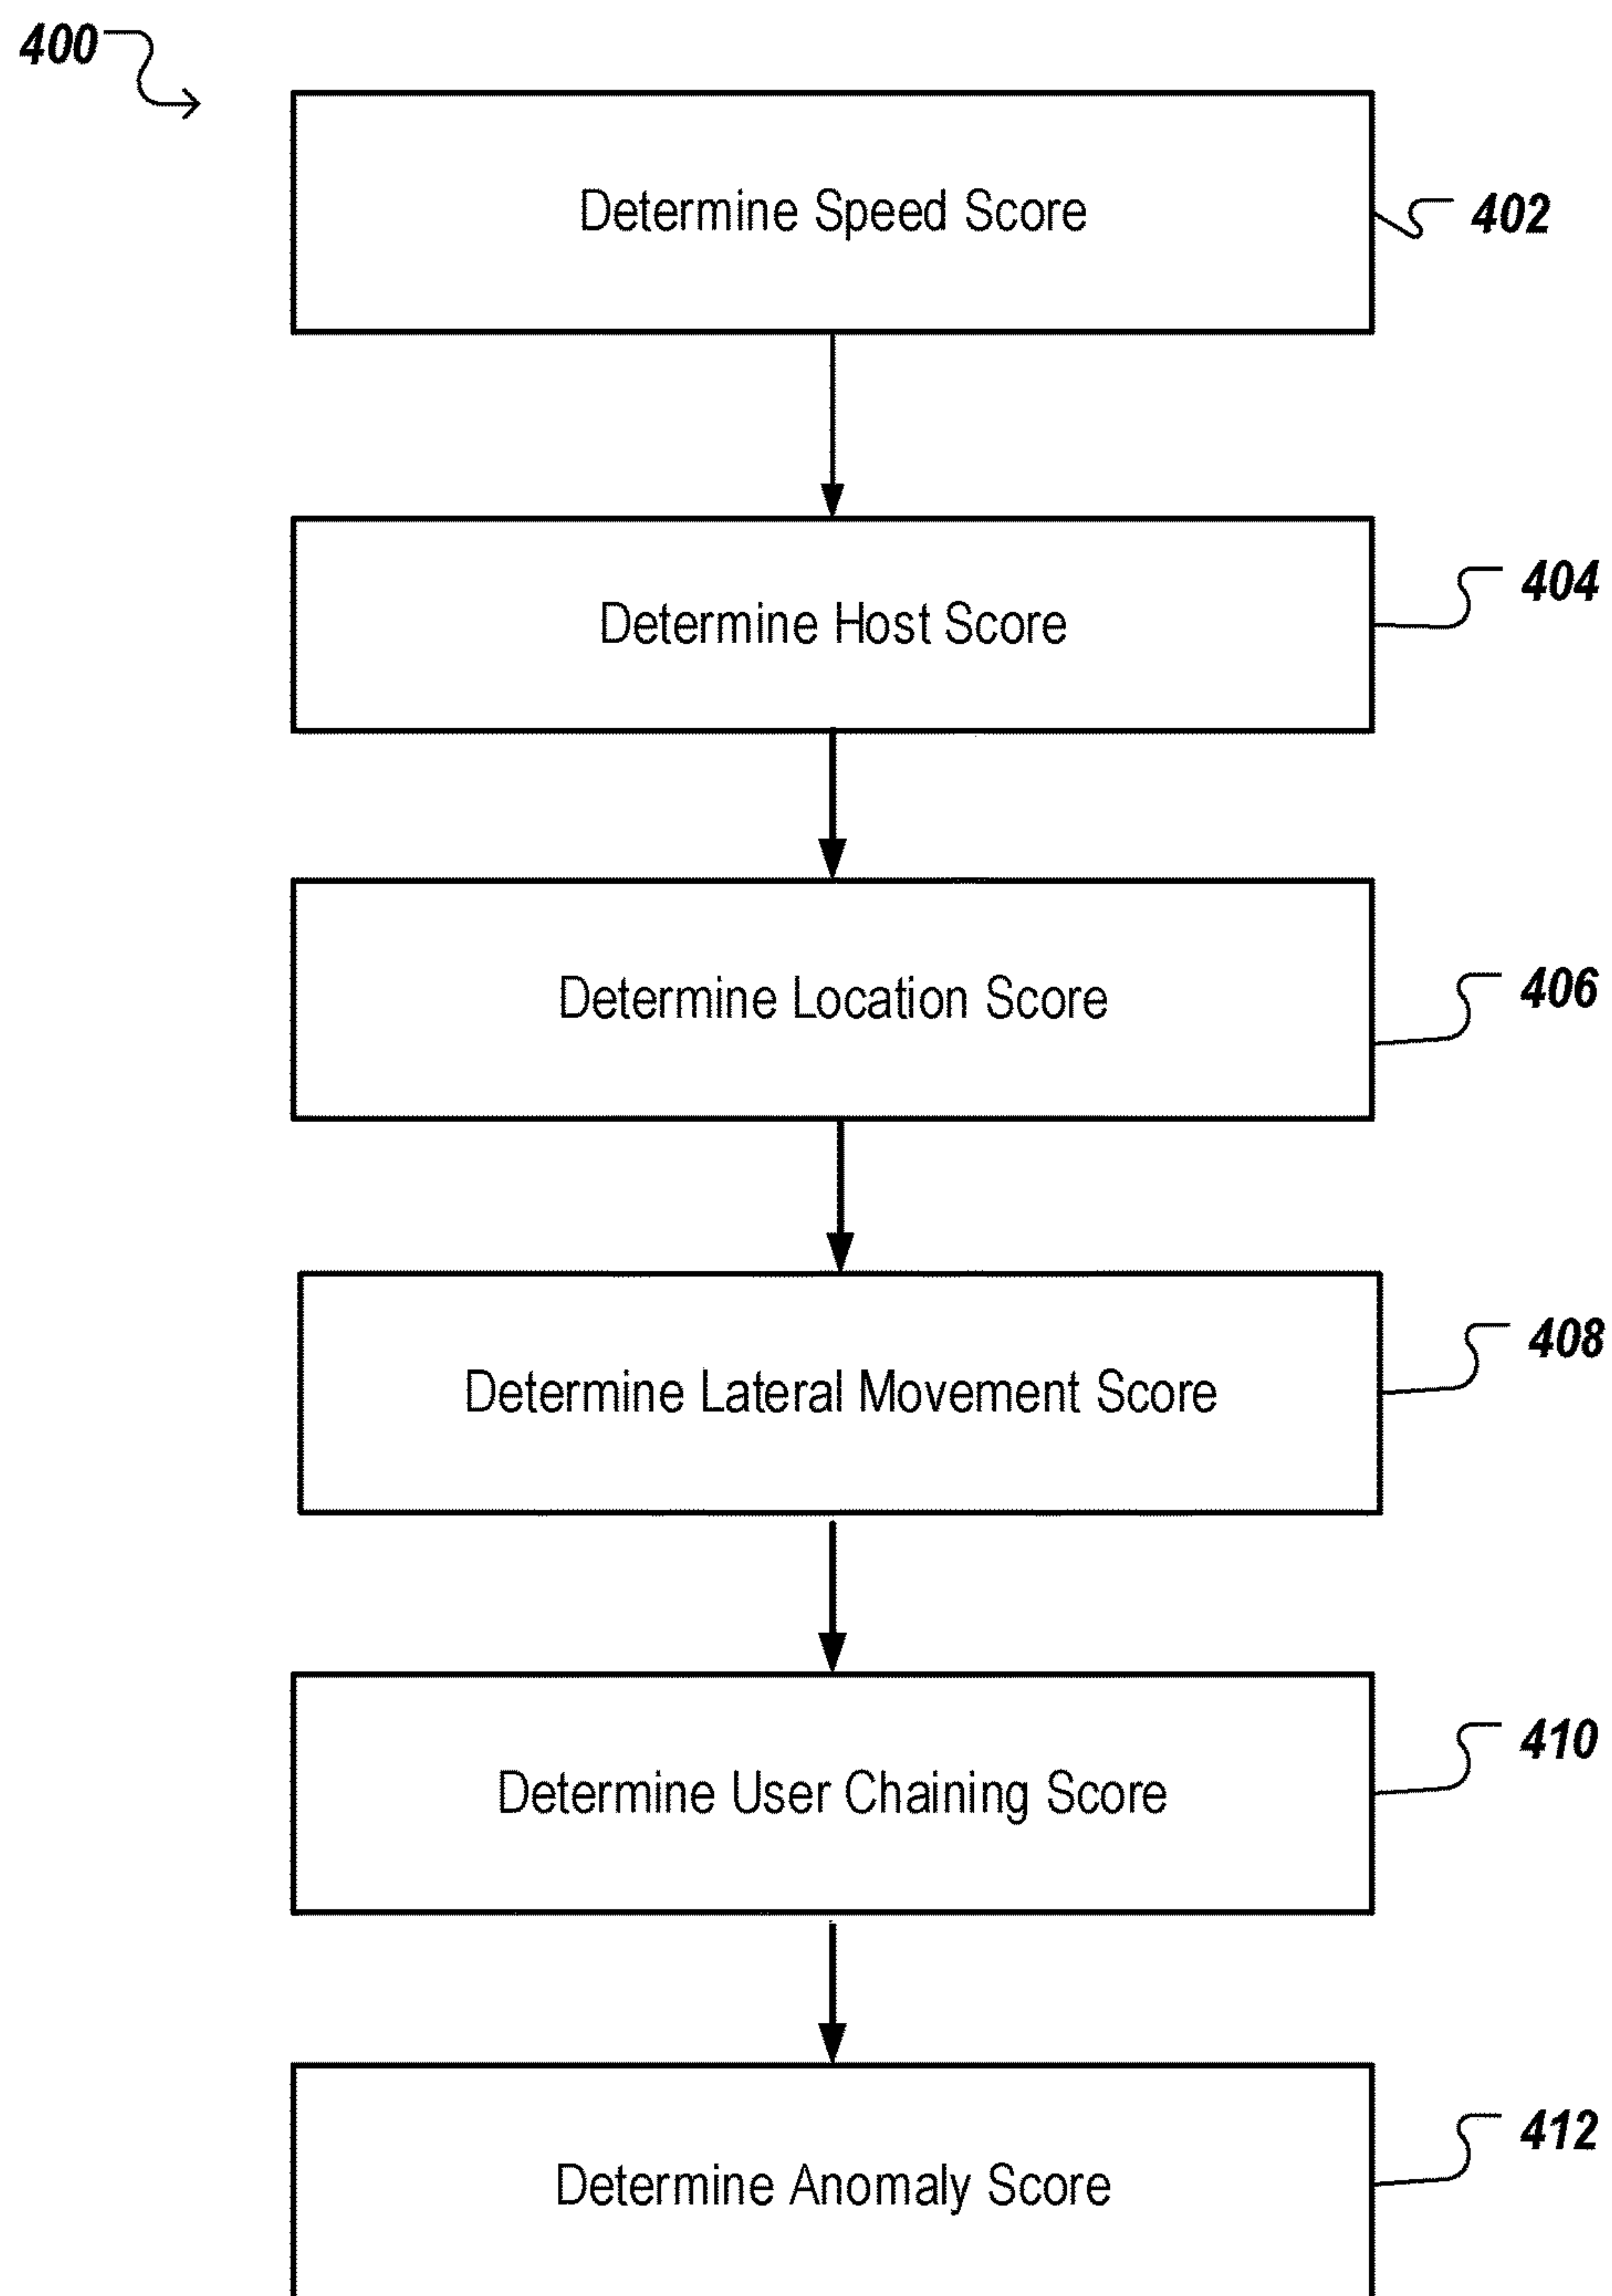 400
Determine Speed Score
402
Determine Host Score
404
Determine Location Score
406
Determine Lateral Movement Score
408
Determine User Chaining Score
410
Determine Anomaly Score
412